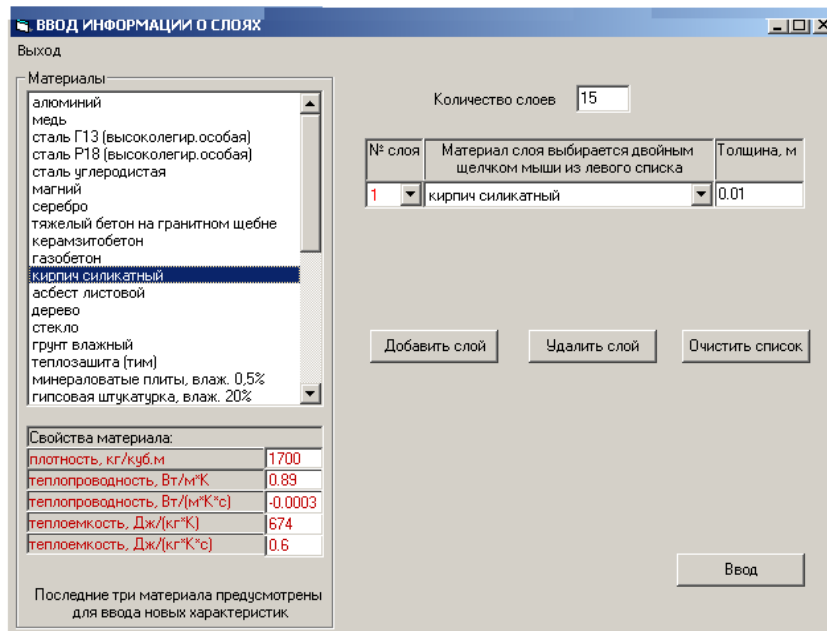 ВВОД ИНФОРМАЦИИ О СЛОЯХ
Выход
Материалы
алюминий
медь
сталь Г13 (высоколегир.особая)
сталь Р18 (высоколегир.особая)
сталь углеродистая
магний
серебро
тяжелый бетон на гранитном щебне
керамзитобетон
газобетон
кирпич силикатный
асбест листовой
дерево
стекло
грунт влажный
теплозашита (тим)
минераловатые плиты, влаж. 0,5%
гипсовая штукатурка, влаж. 20%
Свойства материала:
плотность, кг/куб.м 1700
теплопроводность, Вт/м*К 0.89
теплопроводность, Вт/(м*К*с) -0.0003
теплоемкость, Дж/(кг*К) 674
теплоемкость, Дж/(кг*К*с) 0.6
Последние три материала предусмотрены
для ввода новых характеристик
Количество слоев 15
№ слоя Материал слоя выбирается двойным Толщина, м
щелчком мыши из левого списка
1 кирпич силикатный 0.01
Добавить слой Удалить слой Очистить список
Ввод